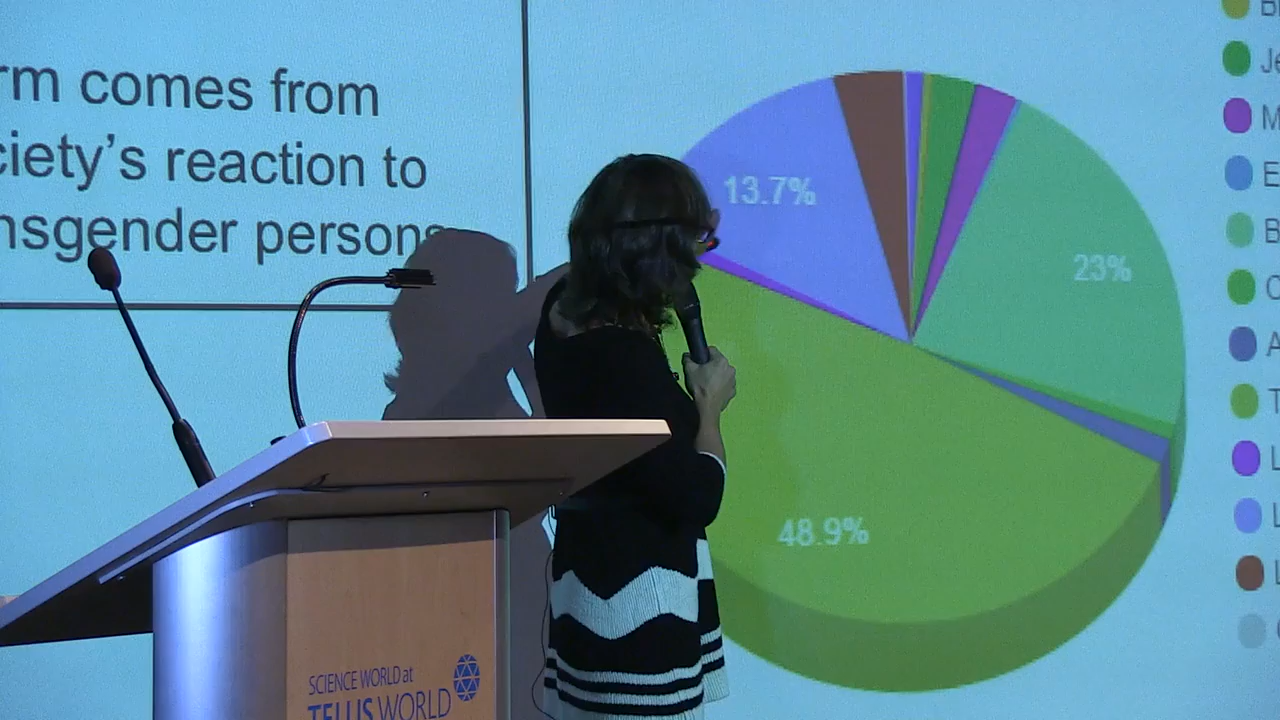 rm comes from
ciety's reaction to
nsgender persons
13.7%
23%
48.9%
SCIENCE WORLD at
TELUS WORLD